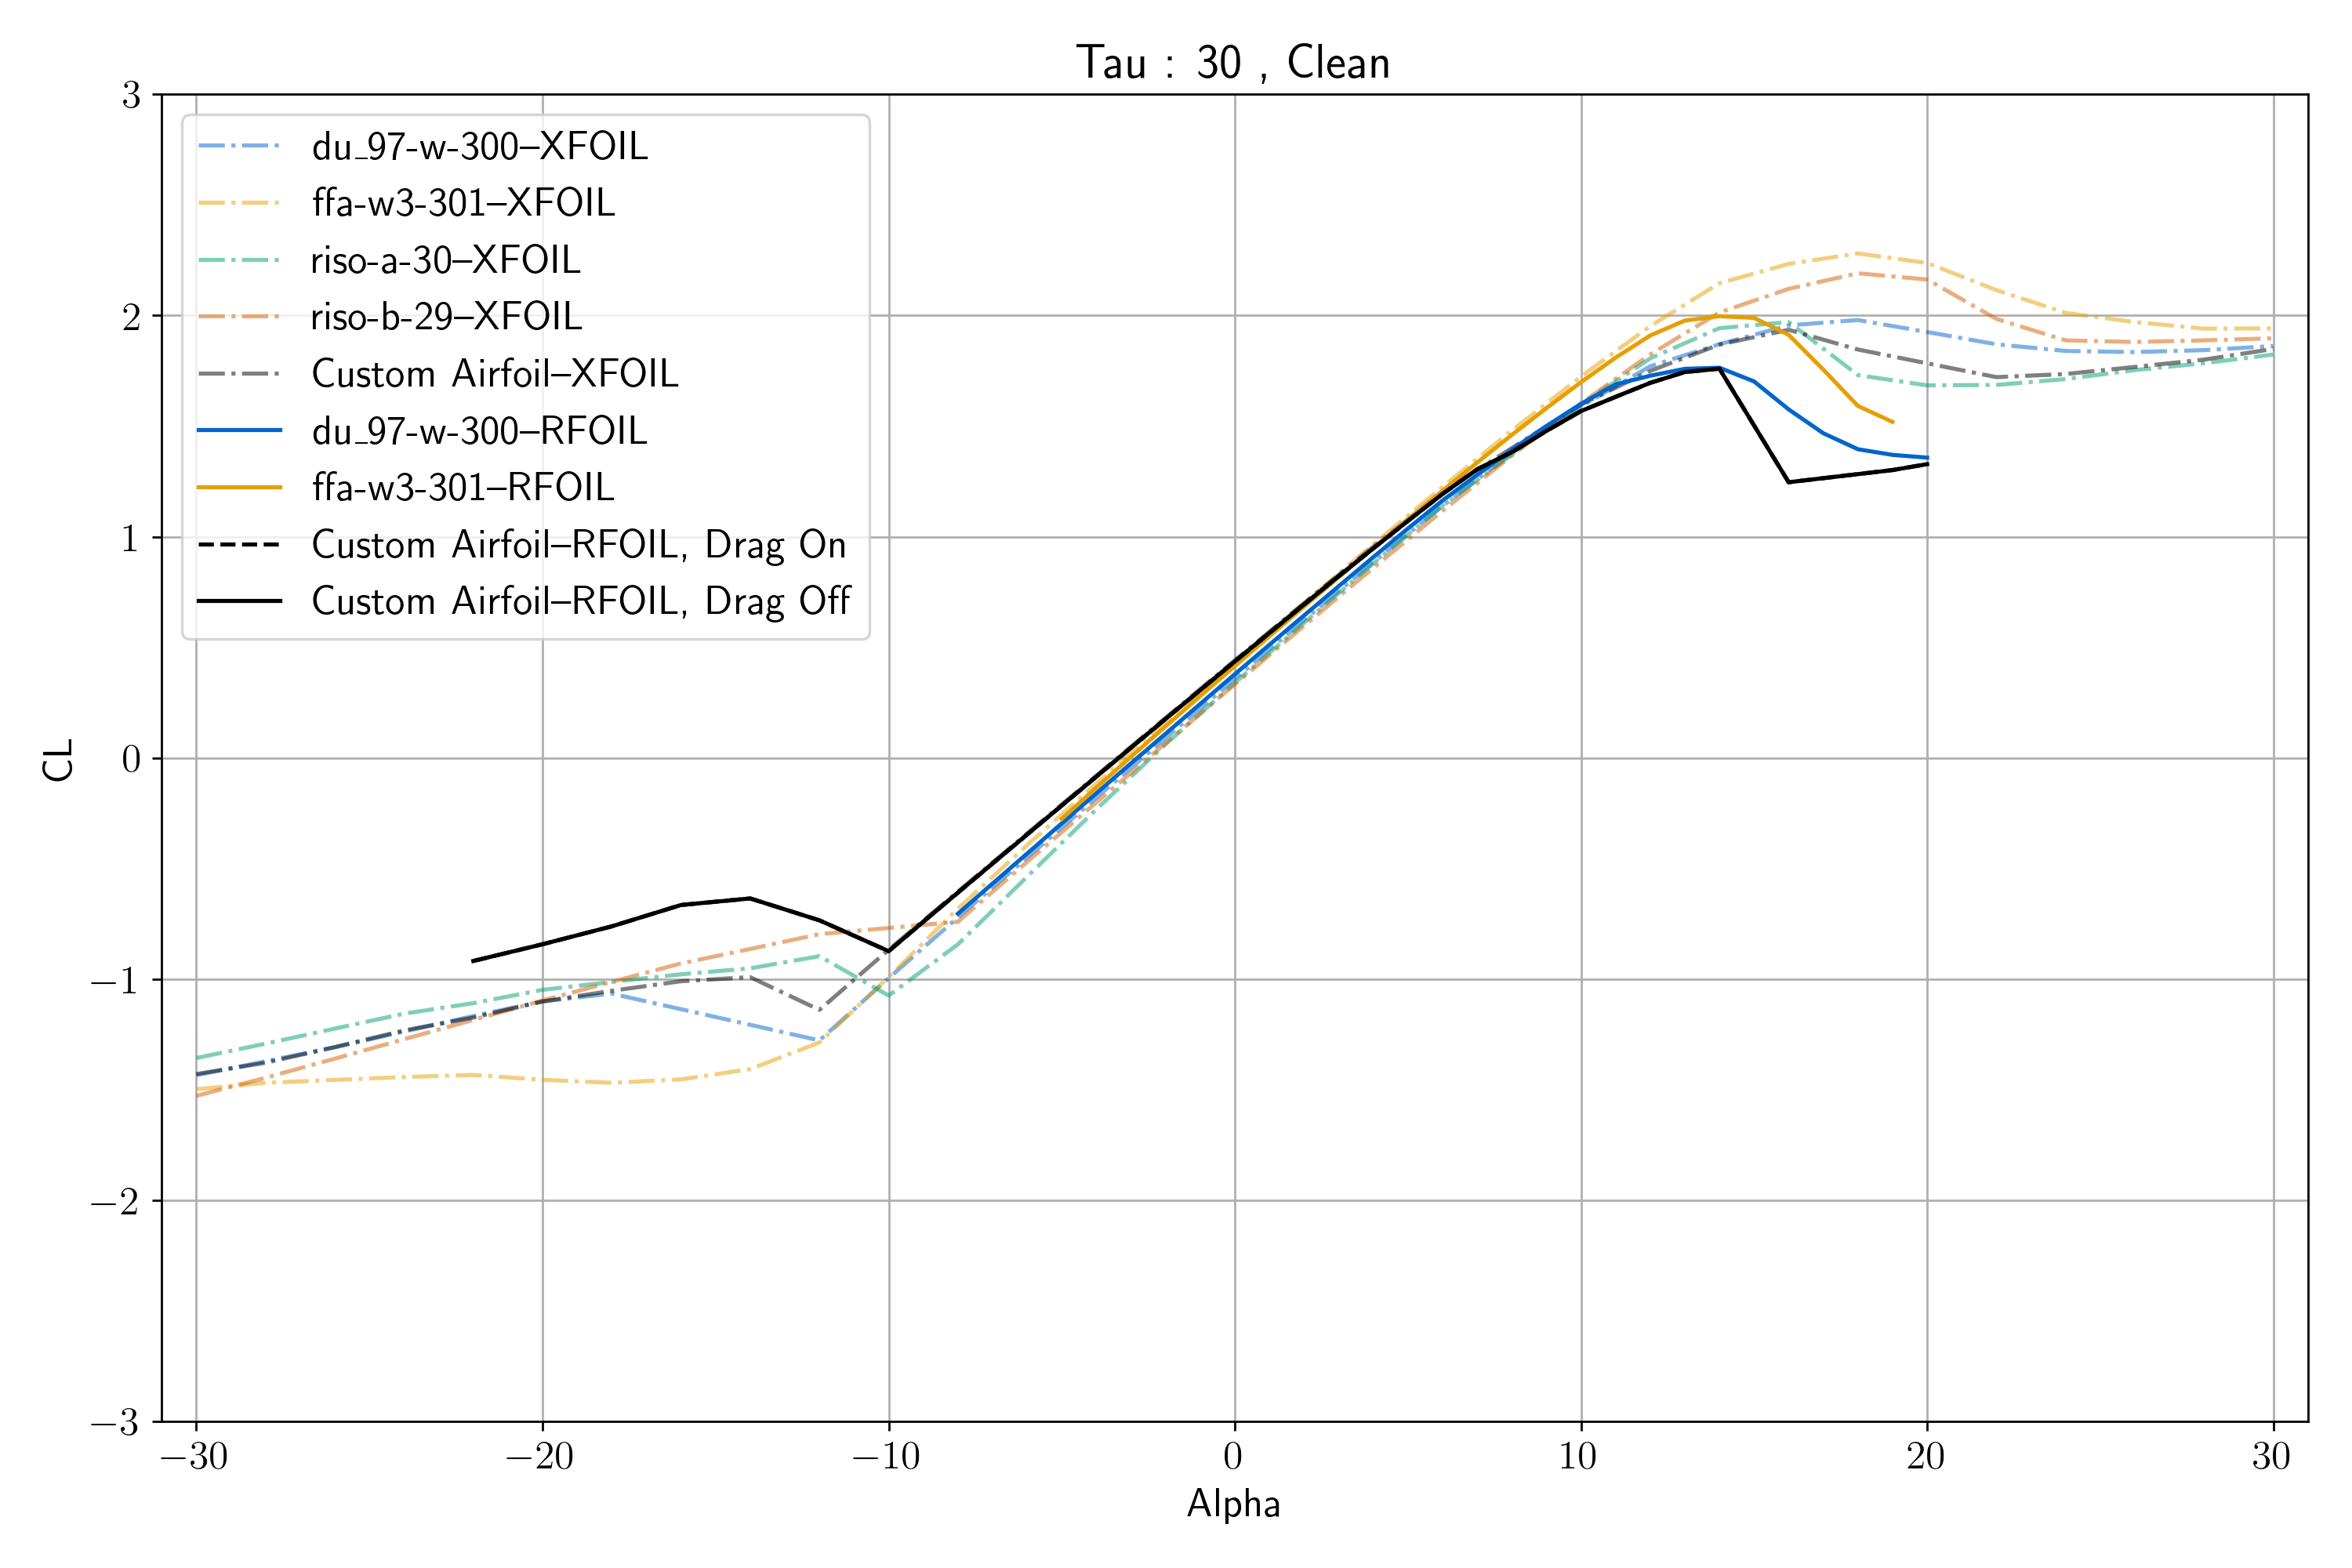 Tau : 30 , Clean
3
2
1
0
−1
−2
−3
CL
du_97-w-300–XFOIL
ffa-w3-301–XFOIL
riso-a-30–XFOIL
riso-b-29–XFOIL
Custom Airfoil–XFOIL
du_97-w-300–RFOIL
ffa-w3-301–RFOIL
Custom Airfoil–RFOIL, Drag On
Custom Airfoil–RFOIL, Drag Off
−30 −20 −10 0 10 20 30
Alpha